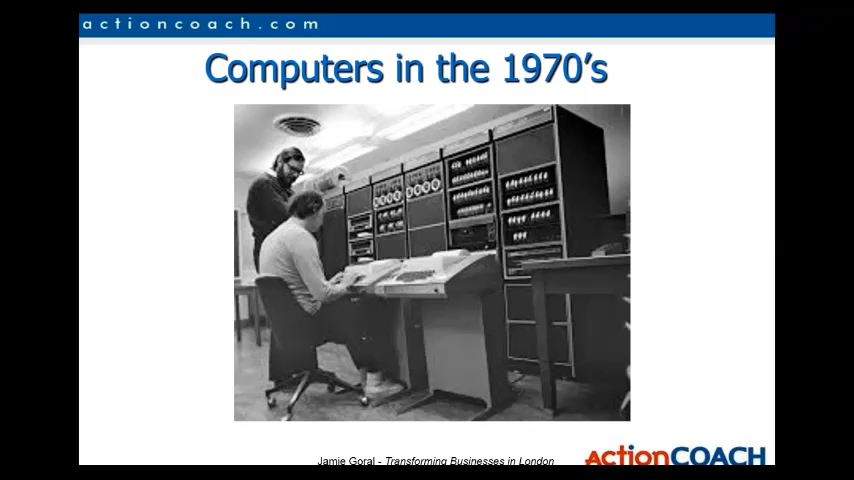 actioncoach.com
Computers in the 1970's
Jamie Goral - Transforming Businesses in London
ActionCOACH